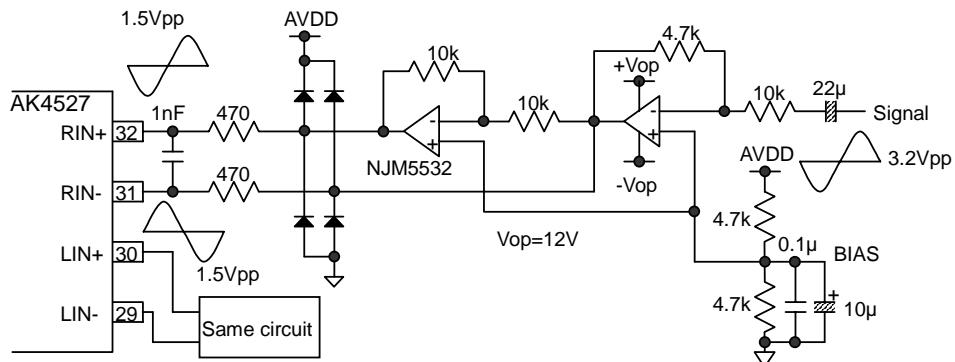 1.5Vpp
AVDD
4.7k
10k
+Vop
AK4527
22µ
1nF
470
10k
10k
Signal
RIN+
32
-
+
-
+
NJM5532
AVDD
3.2Vpp
RIN-
31
470
-Vop
4.7k
LIN+
30
Vop=12V
0.1µ
BIAS
1.5Vpp
4.7k
+
10µ
LIN-
29
Same circuit